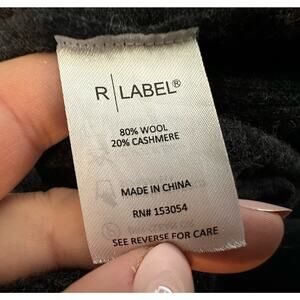 R|LABEL®
80% WOOL
20% CASHMERE
MADE IN CHINA
RN# 153054
SEE REVERSE FOR CARE